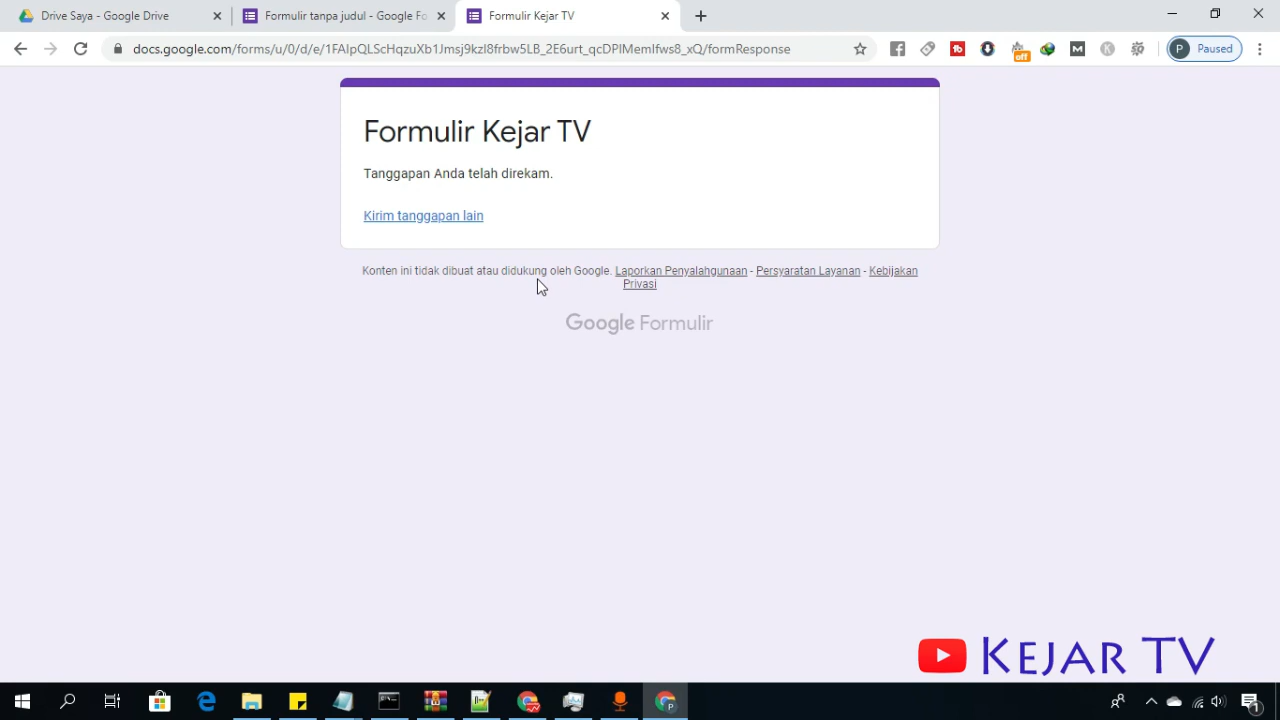 Drive Saya - Google Drive
Formulir tanpa judul - Google Fo
Formulir Kejar TV
docs.google.com/forms/u/0/d/e/1FAIpQLScHqzuXb1Jmsj9kzI8frbw5LB_2E6urt_qcDPIMemIfws8_xQ/formResponse
off
P Paused
Formulir Kejar TV
Tanggapan Anda telah direkam.
Kirim tanggapan lain
Konten ini tidak dibuat atau didukung oleh Google. Laporkan Penyalahgunaan - Persyaratan Layanan - Kebijakan
Privasi
Google Formulir
KEJAR TV